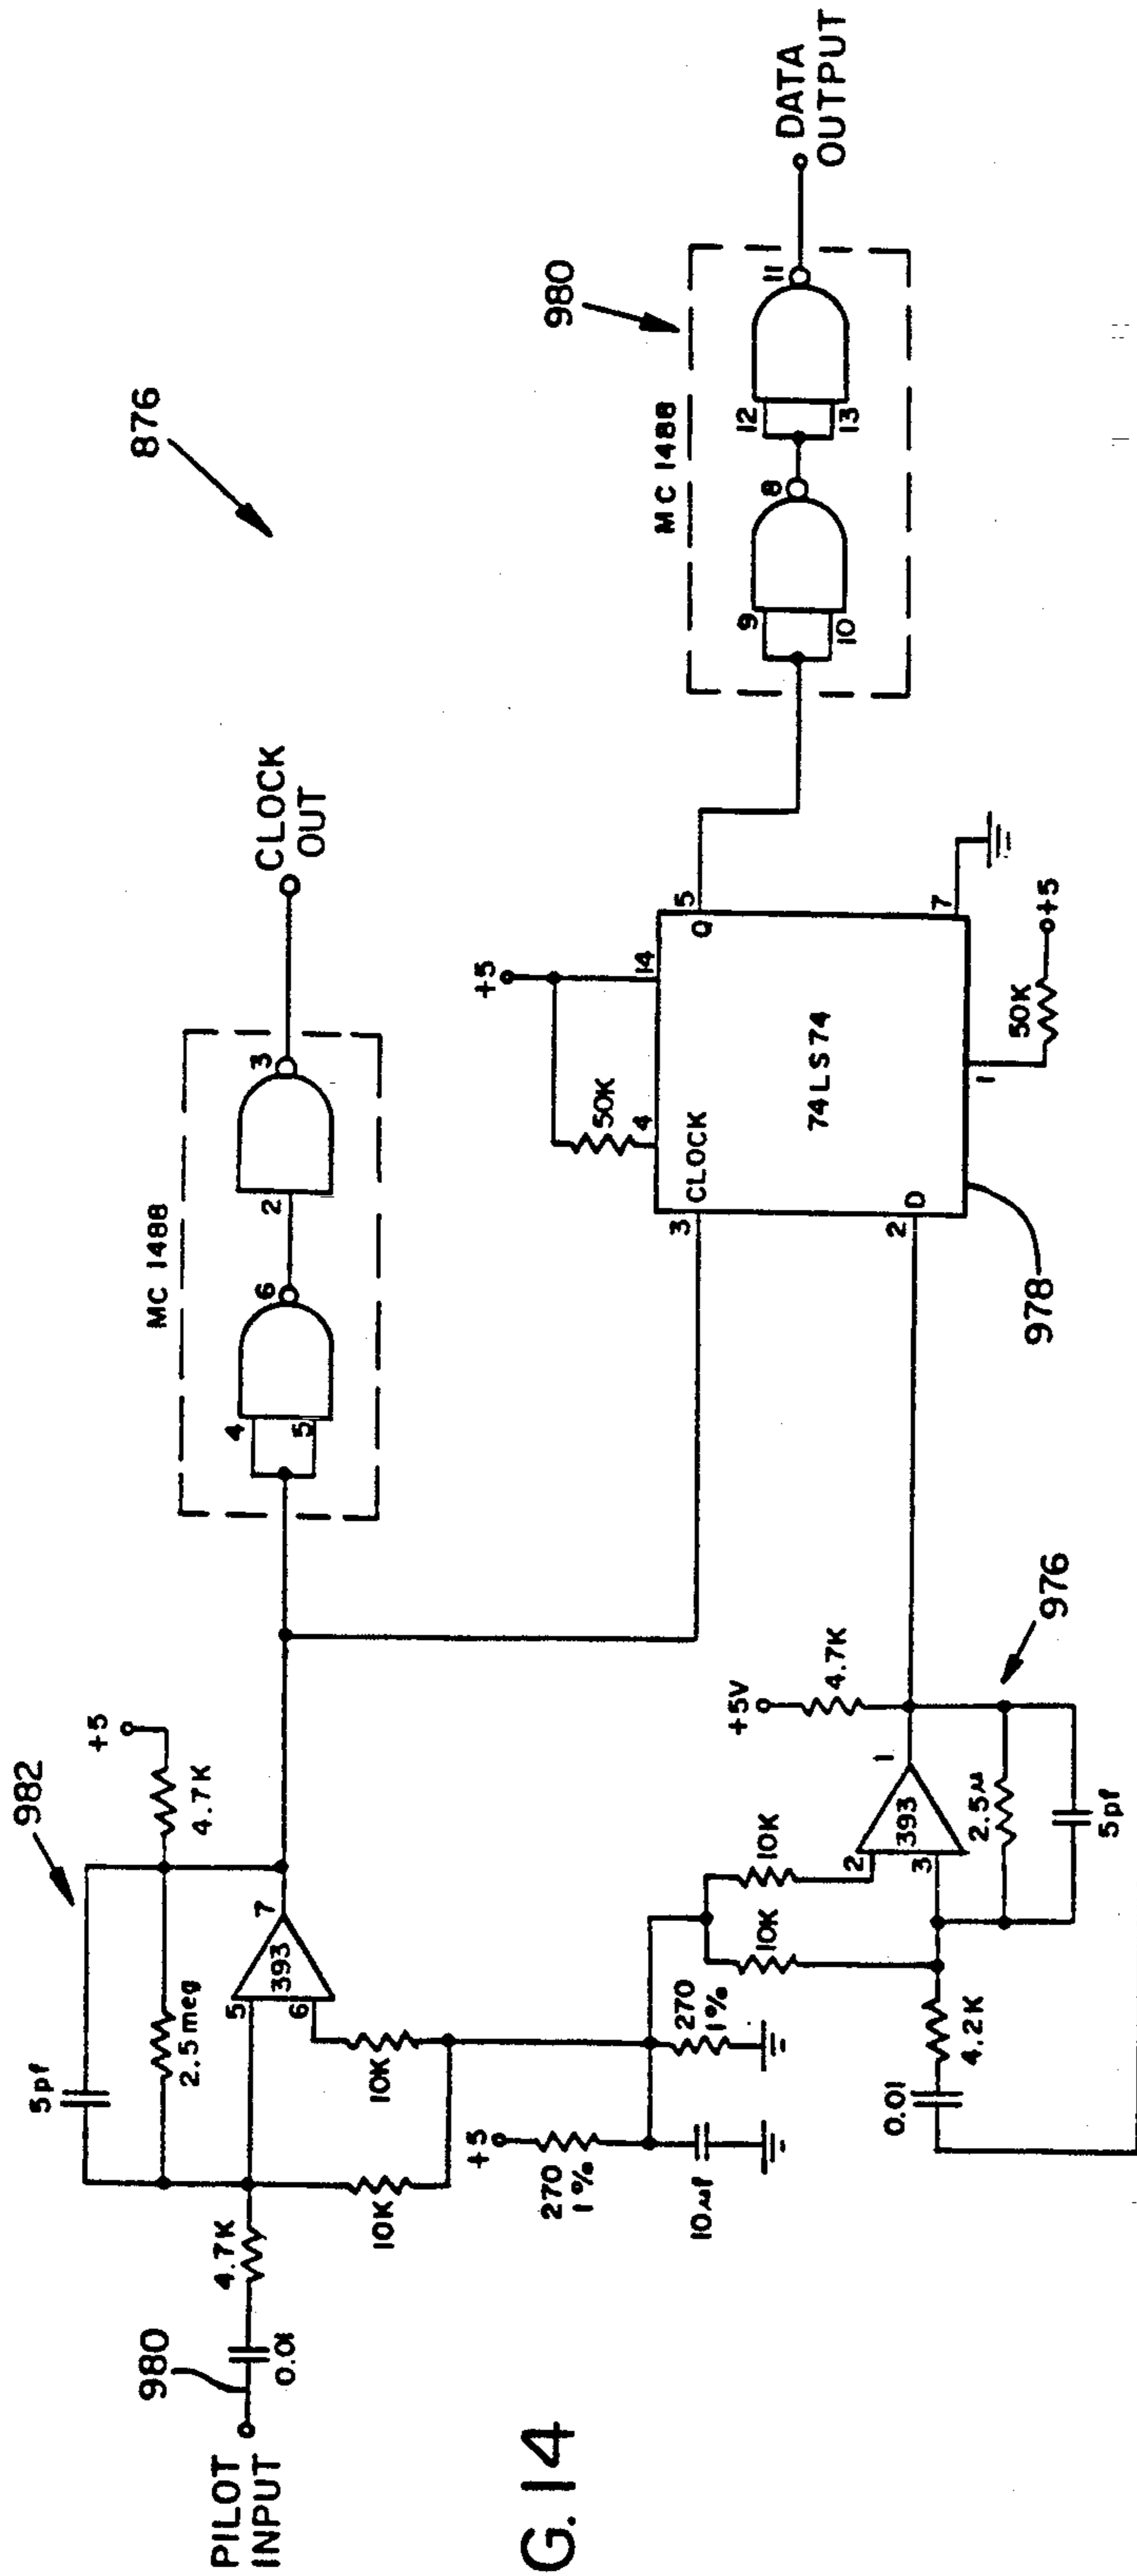 876
982
5pf
2.5 meg
+5
4.7K
PILOT
INPUT
980
0.01
4.7K
5
6
393
7
10K
10K
MC 1488
4
5
6
2
3
CLOCK
OUT
+5
270
1%
10µf
270
1%
10K
10K
0.01
4.2K
2
3
393
1
+5V
4.7K
2.5µ
5pf
976
+5
50K
4
14
3
CLOCK
74LS74
2
D
Q
5
7
1
50K
+5
978
MC 1488
9
10
8
12
13
11
980
DATA
OUTPUT
G. 14